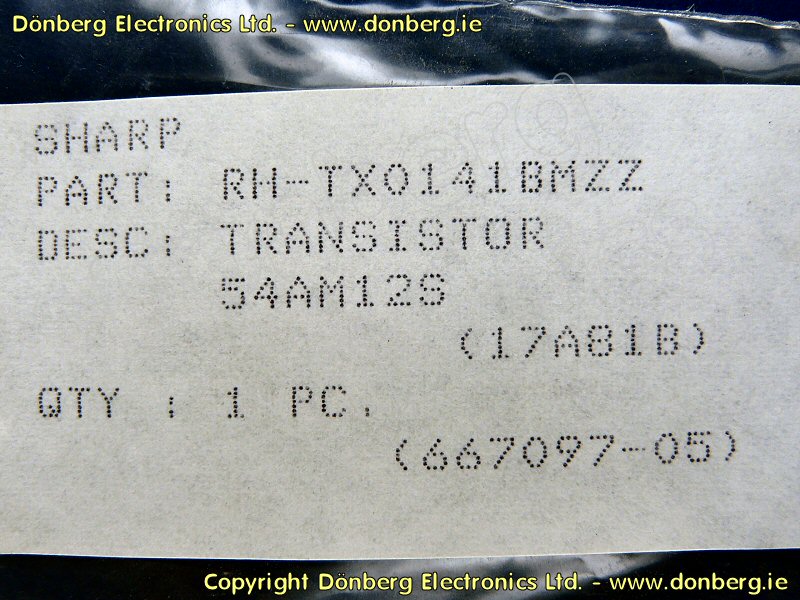 Dönberg Electronics Ltd. - www.donberg.ie
SHARP
PART: RH-TX0141BMZZ
DESC: TRANSISTOR
54AM12S
(17A81B)
QTY : 1 PC.
(667097-05)
Copyright Dönberg Electronics Ltd. - www.donberg.ie